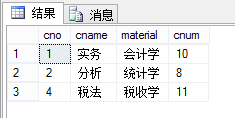 结果 消息
cno cname material cnum
1 1 实务 会计学 10
2 2 分析 统计学 8
3 4 税法 税收学 11